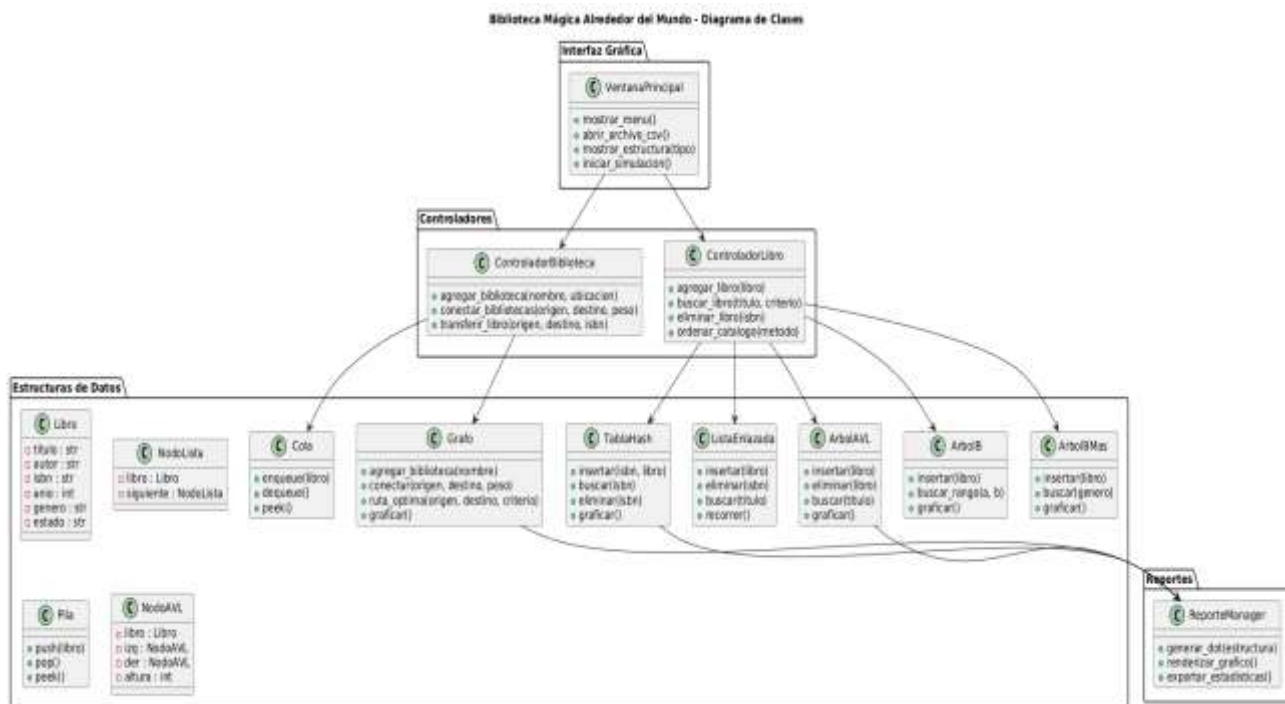 Biblioteca Mágica Alrededor del Mundo - Diagrama de Clases
Interfaz Gráfica
C VentanaPrincipal
mostrar_menu()
abrir_archivo_csv()
mostrar_estructura(tipo)
iniciar_simulacion()
Controladores
C ControladorBiblioteca
agregar_biblioteca(nombre, ubicacion)
conectar_bibliotecas(origen, destino, peso)
transferir_libro(origen, destino, isbn)
C ControladorLibro
agregar_libro(libro)
buscar_libro(titulo, criterio)
eliminar_libro(isbn)
ordenar_catalogo(metodo)
Estructuras de Datos
C Libro
titulo : str
autor : str
isbn : str
anio : int
genero : str
estado : str
C NodoLista
libro : Libro
siguiente : NodoLista
C Cola
enqueue(libro)
dequeue()
peek()
C Grafo
agregar_biblioteca(nombre)
conectar(origen, destino, peso)
ruta_optima(origen, destino, criterio)
graficar()
C TablaHash
insertar(isbn, libro)
buscar(isbn)
eliminar(isbn)
graficar()
C ListaEnlazada
insertar(libro)
eliminar(isbn)
buscar(titulo)
recorrer()
C ArbolAVL
insertar(libro)
eliminar(libro)
buscar(titulo)
graficar()
C ArbolB
insertar(libro)
buscar_rango(a, b)
graficar()
C ArbolBMas
insertar(libro)
buscar(genero)
graficar()
C Pila
push(libro)
pop()
peek()
C NodoAVL
libro : Libro
izq : NodoAVL
der : NodoAVL
altura : int
Reportes
C ReporteManager
generar_dot(estructura)
renderizar_grafico()
exportar_estadisticas()